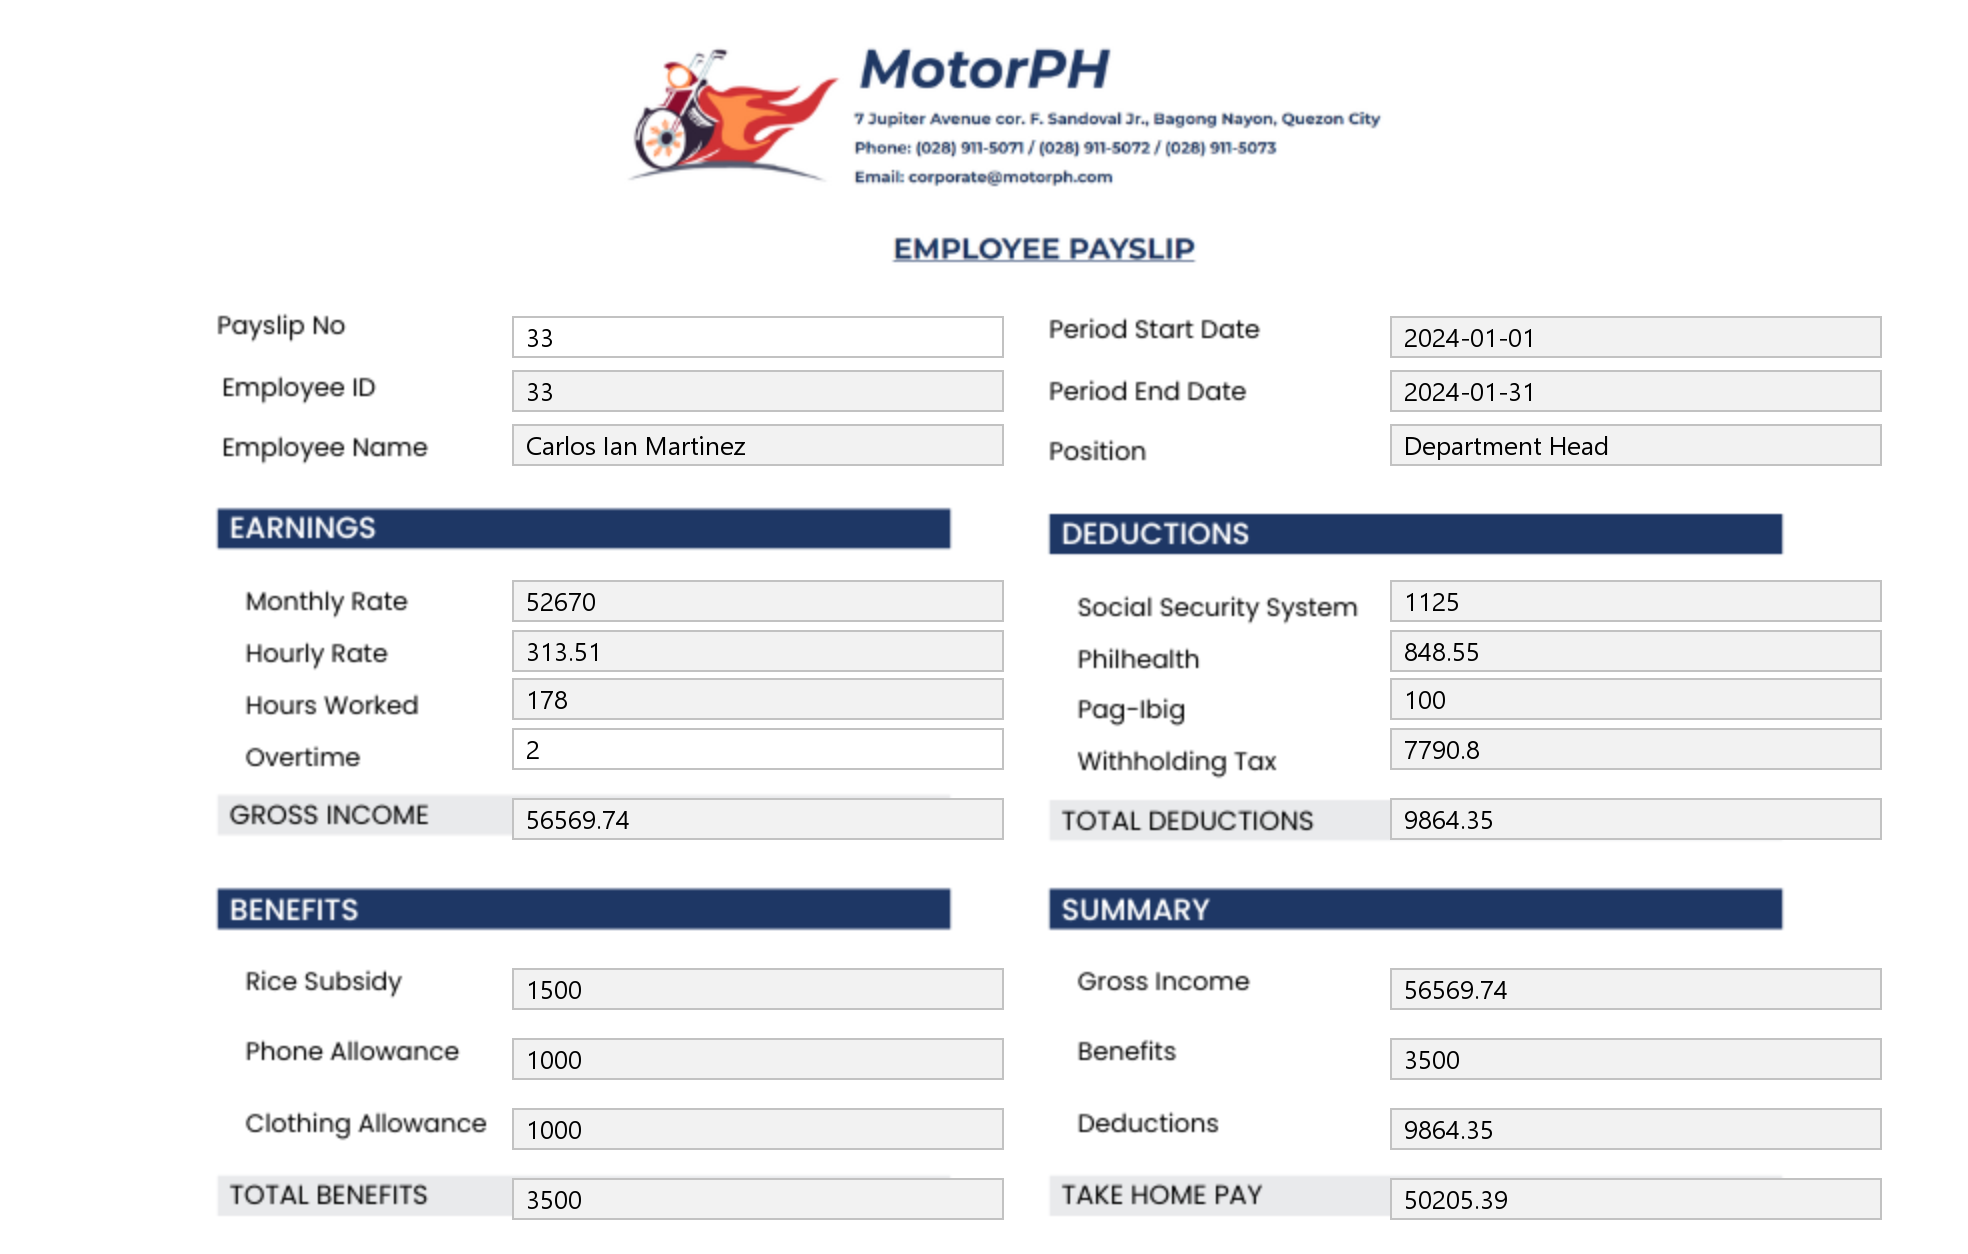 MotorPH
7 Jupiter Avenue cor. F. Sandoval Jr., Bagong Nayon, Quezon City
Phone: (028) 911-5071 / (028) 911-5072 / (028) 911-5073
Email: corporate@motorph.com
EMPLOYEE PAYSLIP
Payslip No 33 Period Start Date 2024-01-01
Employee ID 33 Period End Date 2024-01-31
Employee Name Carlos Ian Martinez Position Department Head
EARNINGS DEDUCTIONS
Monthly Rate 52670 Social Security System 1125
Hourly Rate 313.51 Philhealth 848.55
Hours Worked 178 Pag-Ibig 100
Overtime 2 Withholding Tax 7790.8
GROSS INCOME 56569.74 TOTAL DEDUCTIONS 9864.35
BENEFITS SUMMARY
Rice Subsidy 1500 Gross Income 56569.74
Phone Allowance 1000 Benefits 3500
Clothing Allowance 1000 Deductions 9864.35
TOTAL BENEFITS 3500 TAKE HOME PAY 50205.39